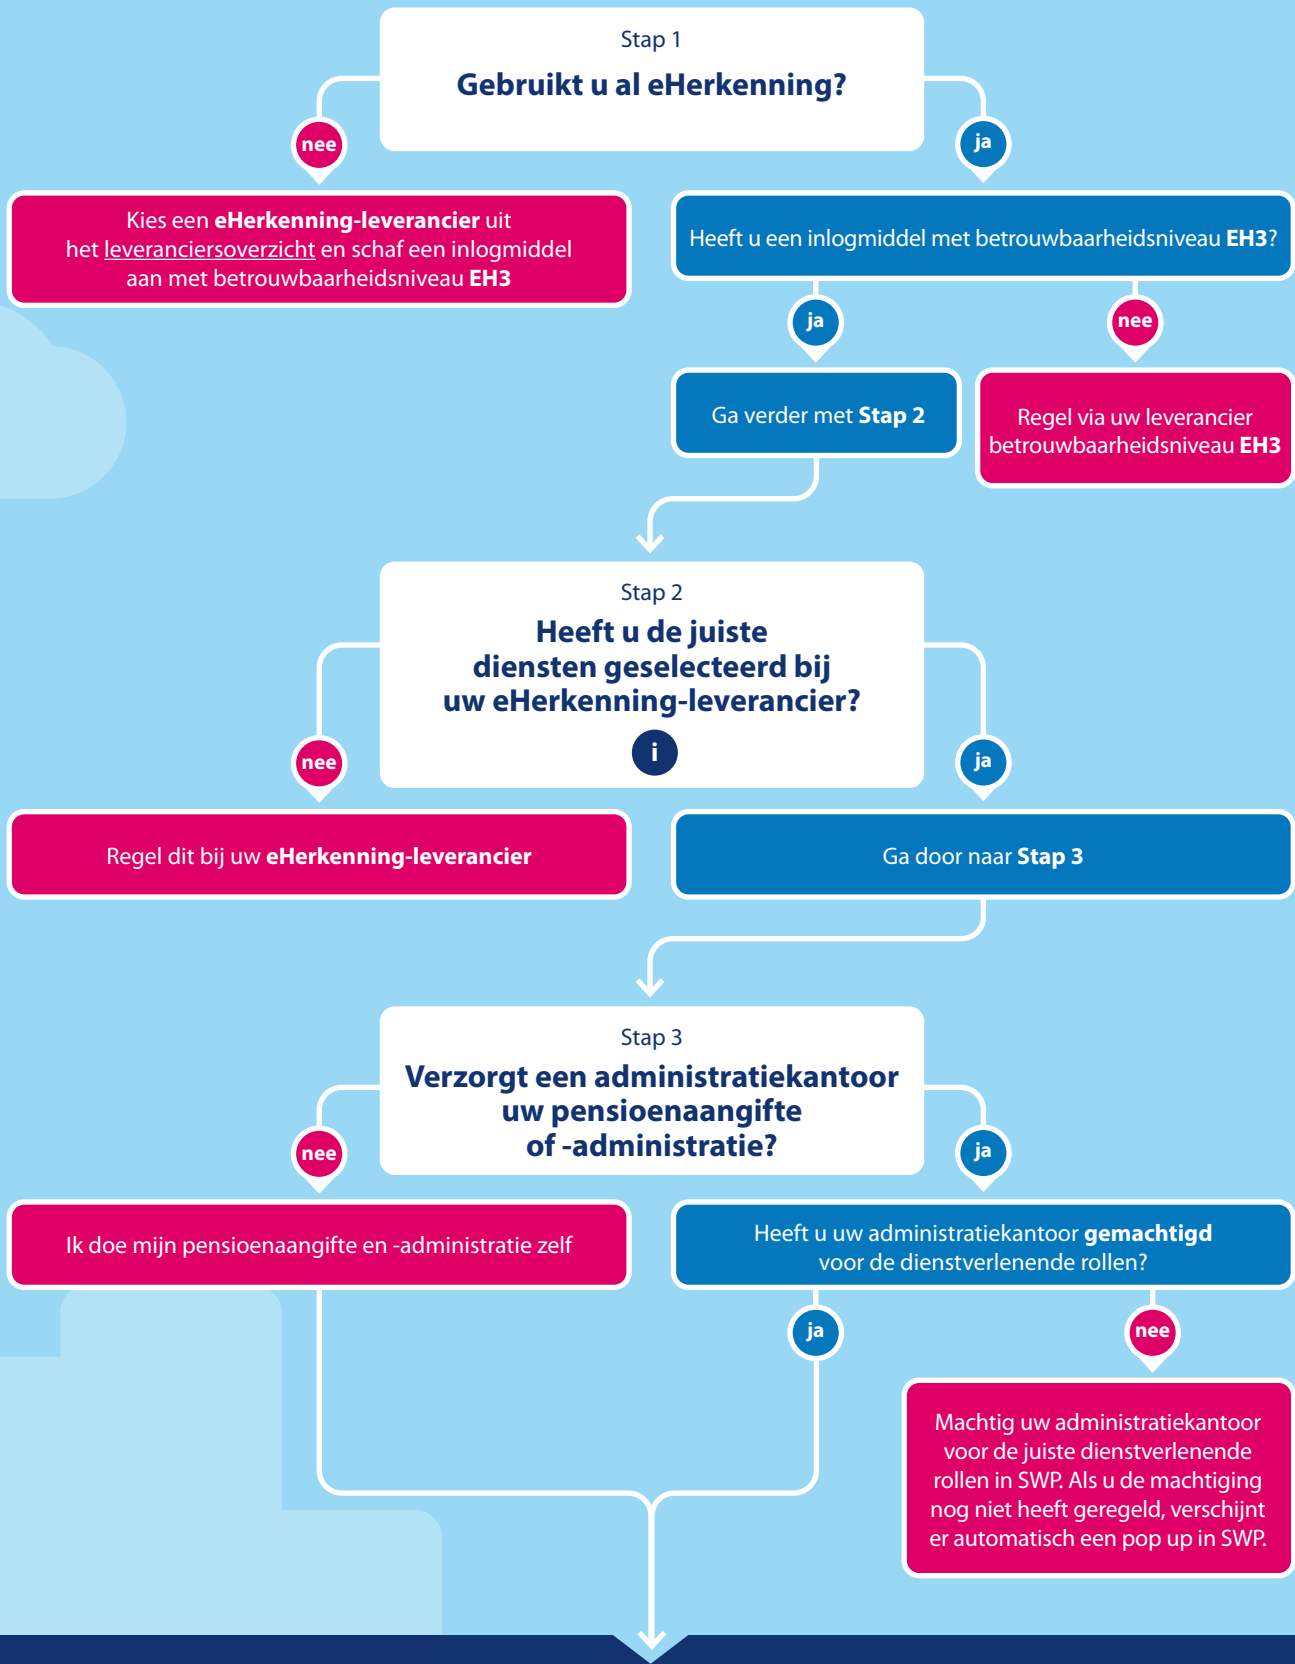 Stap 1
Gebruikt u al eHerkenning?
nee
ja
Kies een eHerkenning-leverancier uit
het leveranciersoverzicht en schaf een inlogmiddel
aan met betrouwbaarheidsniveau EH3
Heeft u een inlogmiddel met betrouwbaarheidsniveau EH3?
ja
nee
Ga verder met Stap 2
Regel via uw leverancier
betrouwbaarheidsniveau EH3
Stap 2
Heeft u de juiste
diensten geselecteerd bij
uw eHerkenning-leverancier?
i
nee
ja
Regel dit bij uw eHerkenning-leverancier
Ga door naar Stap 3
Stap 3
Verzorgt een administratiekantoor
uw pensioenaangifte
of -administratie?
nee
ja
Ik doe mijn pensioenaangifte en -administratie zelf
Heeft u uw administratiekantoor gemachtigd
voor de dienstverlenende rollen?
ja
nee
Machtig uw administratiekantoor
voor de juiste dienstverlenende
rollen in SWP. Als u de machtiging
nog niet heeft geregeld, verschijnt
er automatisch een pop up in SWP.